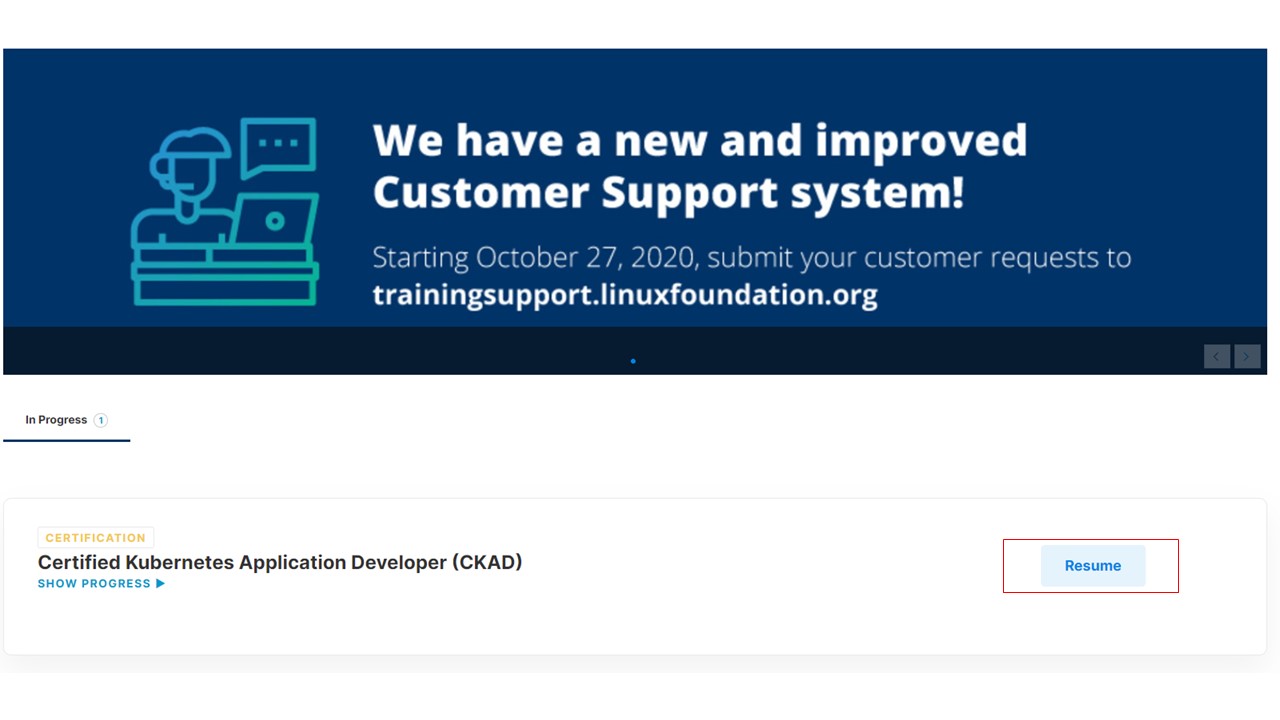 We have a new and improved
Customer Support system!
Starting October 27, 2020, submit your customer requests to
trainingsupport.linuxfoundation.org
In Progress 1
CERTIFICATION
Certified Kubernetes Application Developer (CKAD)
SHOW PROGRESS ▶
Resume